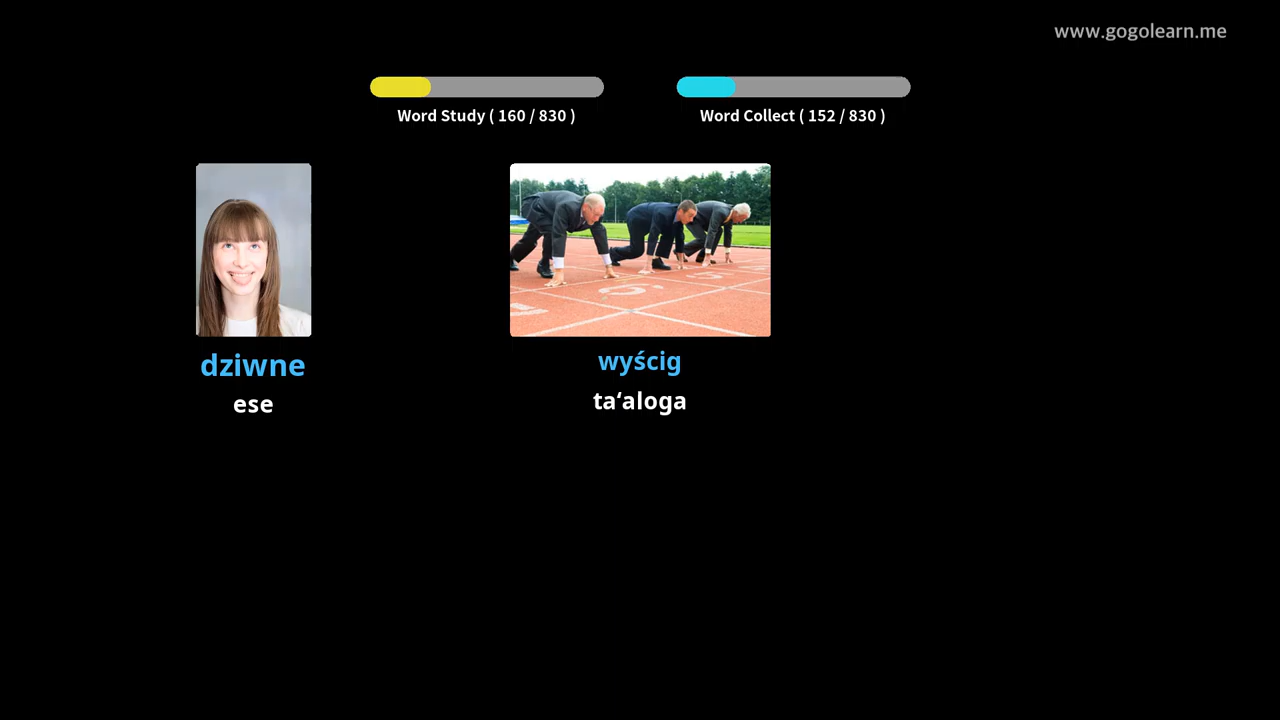 www.gogolearn.me
Word Study ( 160 / 830 )
Word Collect ( 152 / 830 )
dziwne
ese
wyścig
ta‘aloga